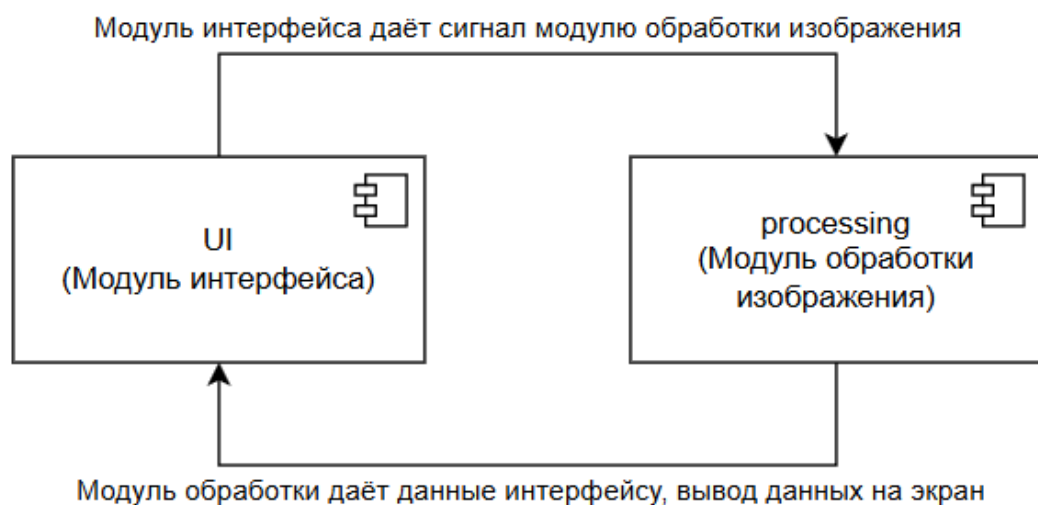 Модуль интерфейса даёт сигнал модулю обработки изображения
UI
(Модуль интерфейса)
processing
(Модуль обработки
изображения)
Модуль обработки даёт данные интерфейсу, вывод данных на экран